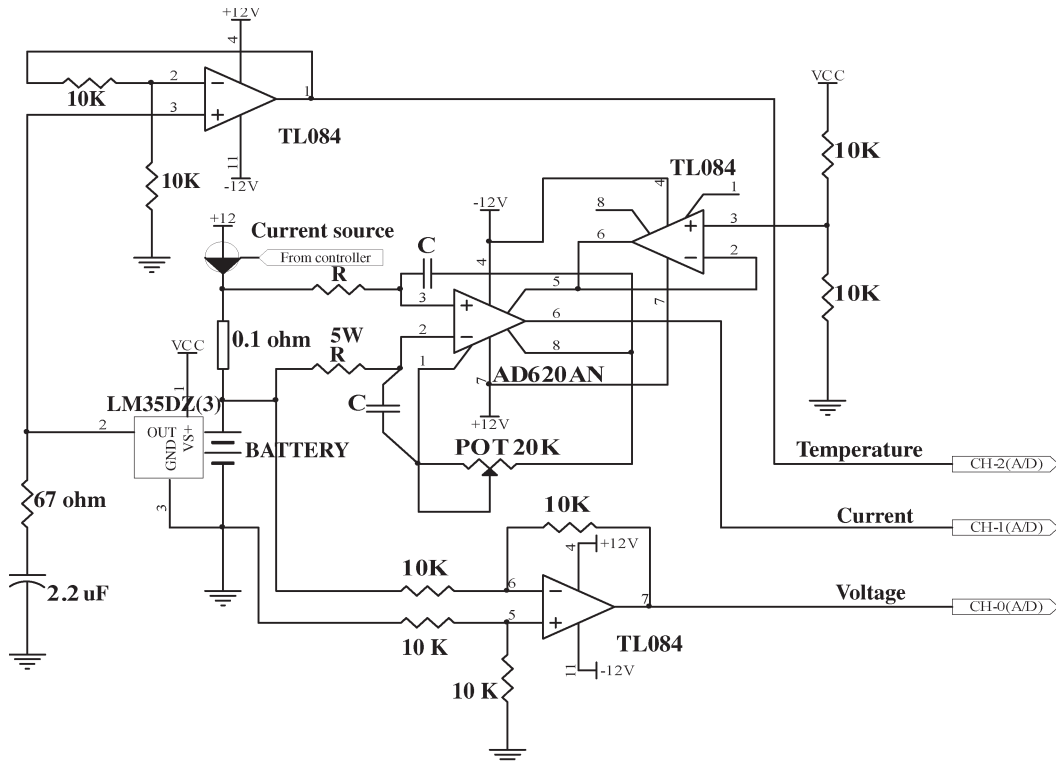 +12V
4
2
1
10K
3
TL084
11
-12V
10K
VCC
10K
TL084
4
1
8
3
6
2
7
10K
+12
Current source
From controller
-12V
4
C
R
5
3
6
2
8
1
7
AD620AN
+12V
0.1 ohm
5W
R
C
VCC
1
LM35DZ(3)
2
OUT
GND
VS+
3
BATTERY
POT 20K
67 ohm
2.2 uF
Temperature
CH-2(A/D)
Current
CH-1(A/D)
10K
4
+12V
10K
6
7
Voltage
CH-0(A/D)
5
10 K
TL084
11
-12V
10 K